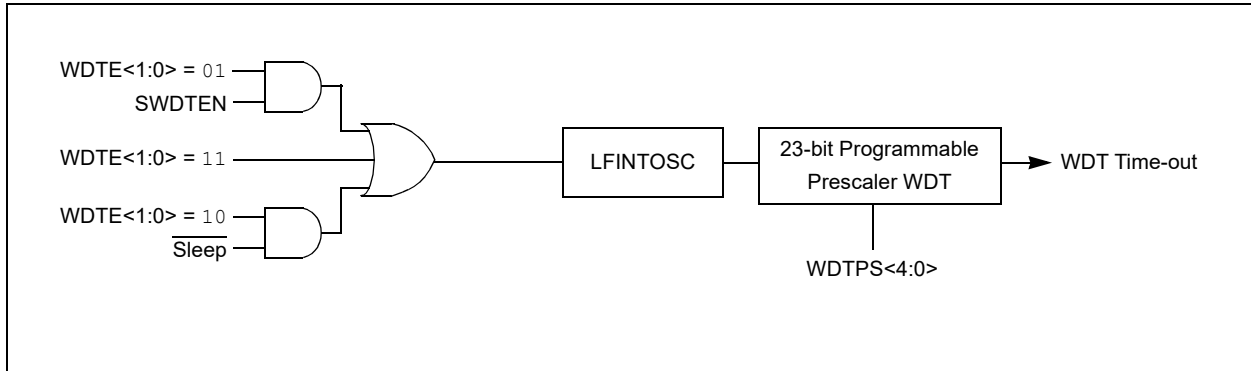 WDTE<1:0> = 01
SWDTEN
WDTE<1:0> = 11
WDTE<1:0> = 10
Sleep
LFINTOSC
23-bit Programmable
Prescaler WDT
WDT Time-out
WDTPS<4:0>